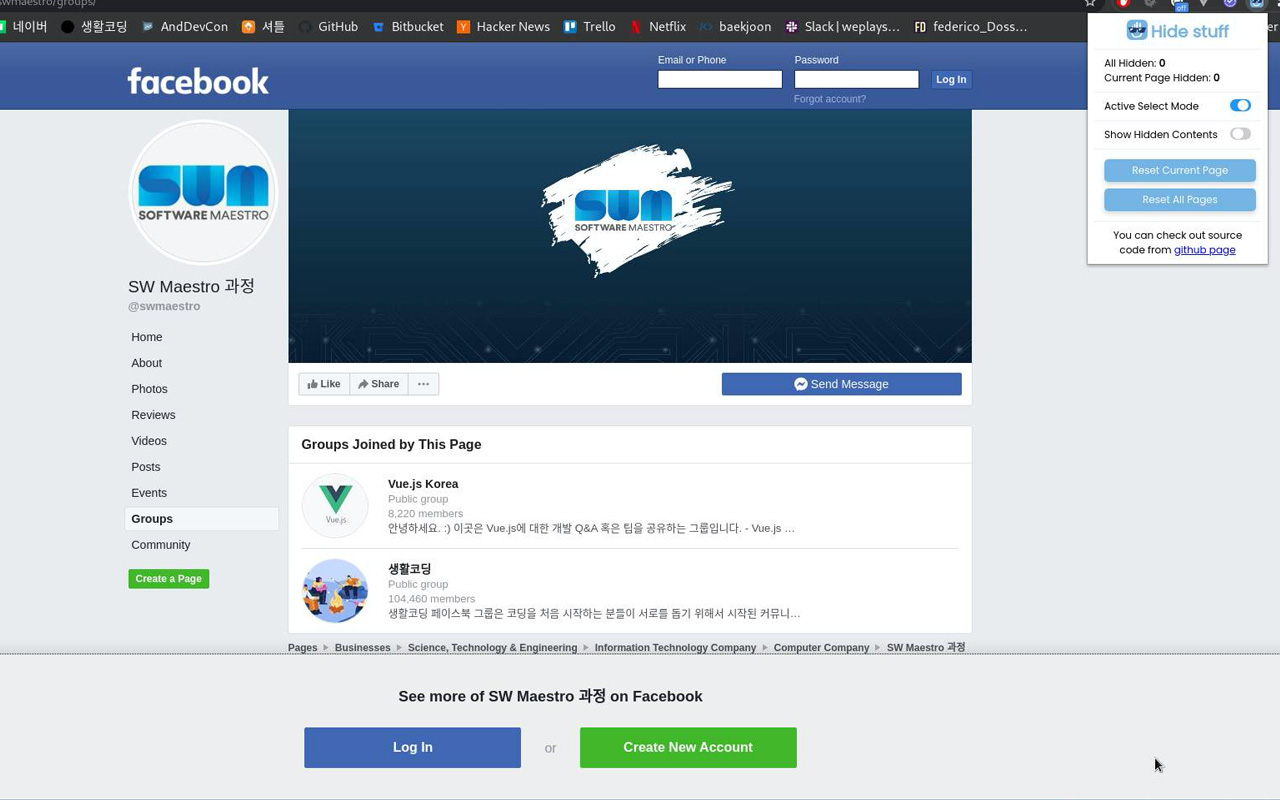 swmaestro/groups/
네이버 생활코딩 AndDevCon 셔틀 GitHub Bitbucket Hacker News Trello Netflix baekjoon Slack | weplays… federico_Doss… er
off
Hide stuff
All Hidden: 0
Current Page Hidden: 0
Active Select Mode
Show Hidden Contents
Reset Current Page
Reset All Pages
You can check out source
code from github page
facebook
Email or Phone
Password
Log In
Forgot account?
SWM
SOFTWARE MAESTRO
SWM
SOFTWARE MAESTRO
SW Maestro 과정
@swmaestro
Home
About
Photos
Reviews
Videos
Posts
Events
Groups
Community
Create a Page
Like Share ···
Send Message
Groups Joined by This Page
Vue.js
Vue.js Korea
Public group
8,220 members
안녕하세요. :) 이곳은 Vue.js에 대한 개발 Q&A 혹은 팁을 공유하는 그룹입니다. - Vue.js …
생활코딩
Public group
104,460 members
생활코딩 페이스북 그룹은 코딩을 처음 시작하는 분들이 서로를 돕기 위해서 시작된 커뮤니…
Pages Businesses Science, Technology & Engineering Information Technology Company Computer Company SW Maestro 과정
See more of SW Maestro 과정 on Facebook
Log In
or
Create New Account